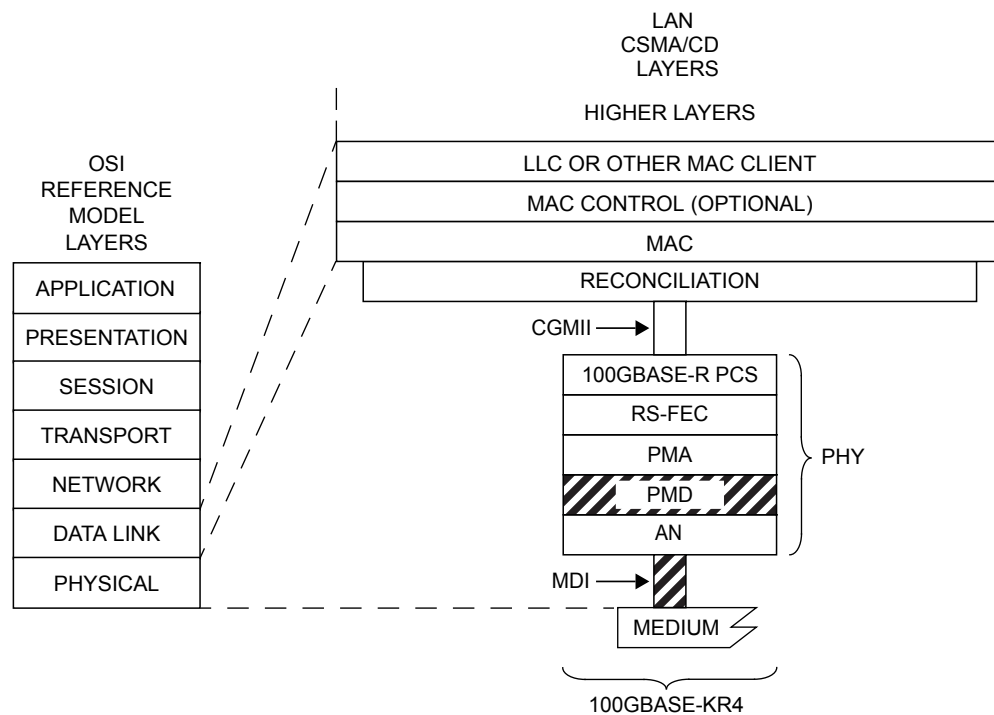 LAN
CSMA/CD
LAYERS
HIGHER LAYERS
OSI
REFERENCE
MODEL
LAYERS
LLC OR OTHER MAC CLIENT
MAC CONTROL (OPTIONAL)
MAC
RECONCILIATION
APPLICATION
PRESENTATION
SESSION
TRANSPORT
NETWORK
DATA LINK
PHYSICAL
CGMII
100GBASE-R PCS
RS-FEC
PMA
PMD
AN
PHY
MDI
MEDIUM
100GBASE-KR4